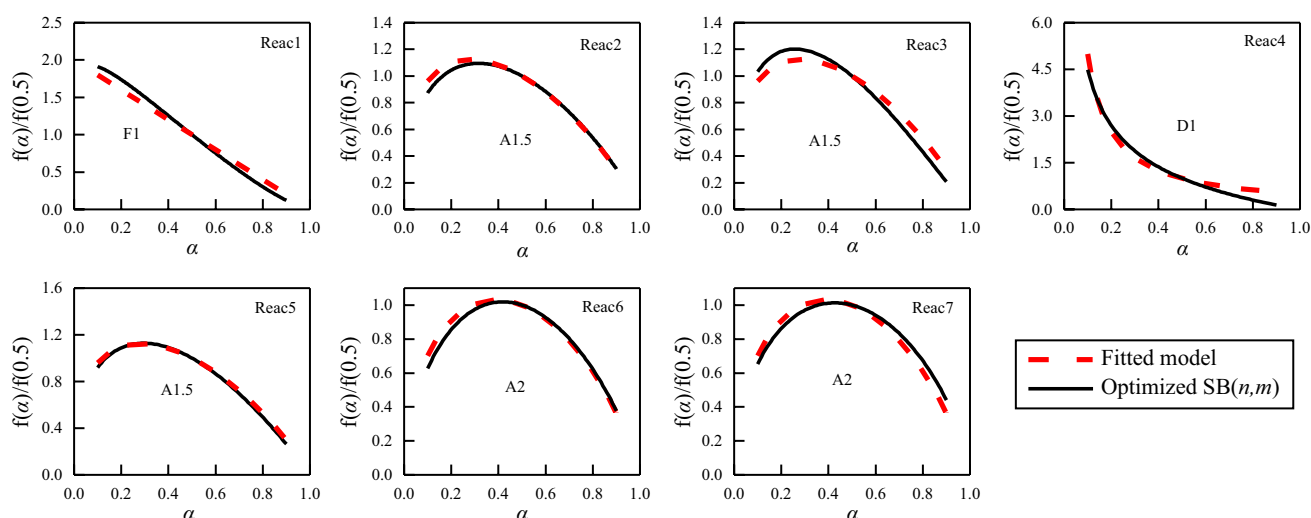 2.5
2.0
1.5
1.0
0.5
0.0
f(α)/f(0.5)
Reac1
F1
0.0 0.2 0.4 0.6 0.8 1.0
α
1.4
1.2
1.0
0.8
0.6
0.4
0.2
0.0
f(α)/f(0.5)
Reac2
A1.5
0.0 0.2 0.4 0.6 0.8 1.0
α
1.4
1.2
1.0
0.8
0.6
0.4
0.2
0.0
f(α)/f(0.5)
Reac3
A1.5
0.0 0.2 0.4 0.6 0.8 1.0
α
6.0
4.5
3.0
1.5
0.0
f(α)/f(0.5)
Reac4
D1
0.0 0.2 0.4 0.6 0.8 1.0
α
1.6
1.2
0.8
0.4
0.0
f(α)/f(0.5)
Reac5
A1.5
0.0 0.2 0.4 0.6 0.8 1.0
α
1.0
0.8
0.6
0.4
0.2
0.0
f(α)/f(0.5)
Reac6
A2
0.0 0.2 0.4 0.6 0.8 1.0
α
1.0
0.8
0.6
0.4
0.2
0.0
f(α)/f(0.5)
Reac7
A2
0.0 0.2 0.4 0.6 0.8 1.0
α
Fitted model
Optimized SB(n,m)